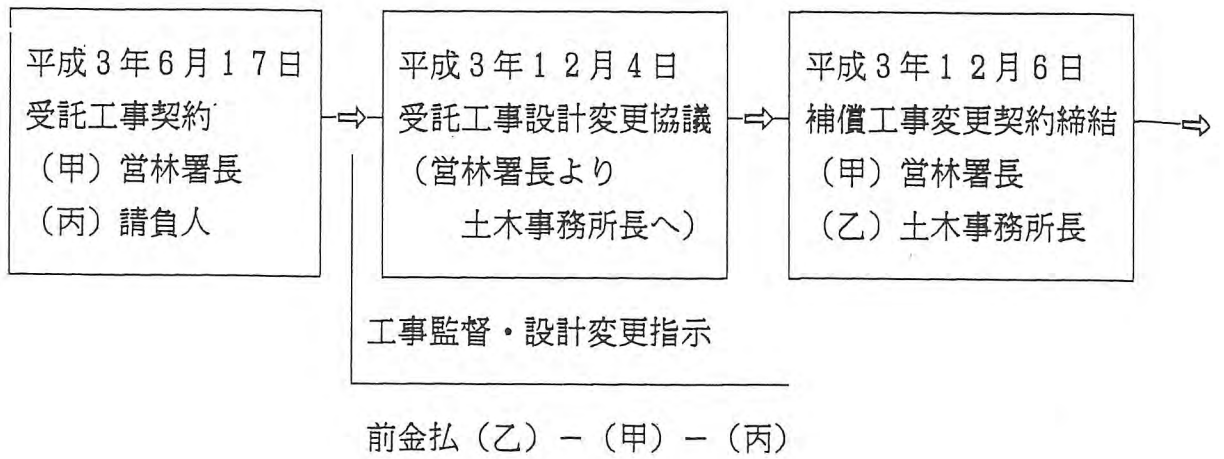 平成３年６月１７日
受託工事契約
（甲）営林署長
（丙）請負人
⇨
平成３年１２月４日
受託工事設計変更協議
（営林署長より
土木事務所長へ）
⇨
平成３年１２月６日
補償工事変更契約締結
（甲）営林署長
（乙）土木事務所長
⇨
工事監督・設計変更指示
前金払（乙）－（甲）－（丙）